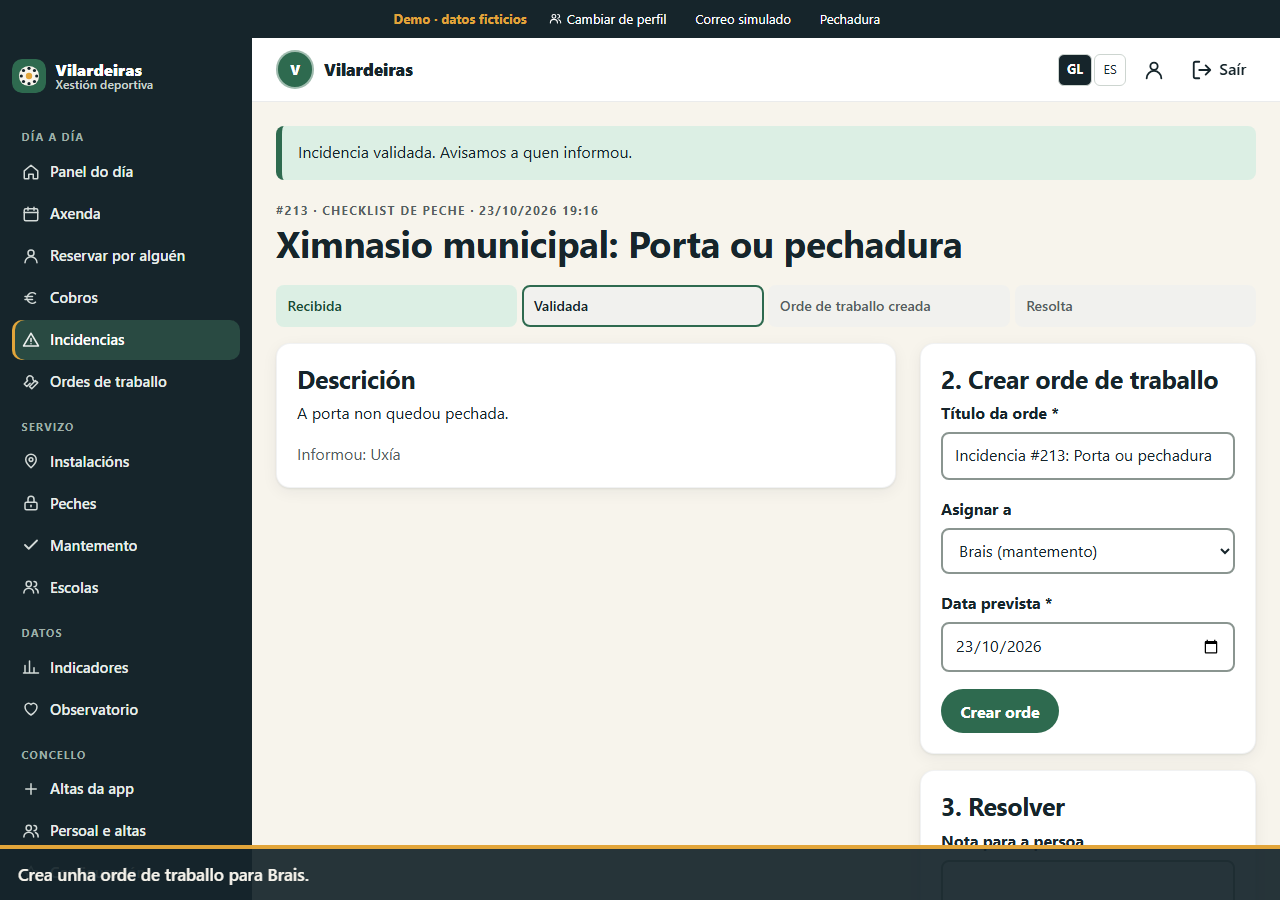 Demo · datos ficticios
Cambiar de perfil
Correo simulado
Pechadura
Vilardeiras
Xestión deportiva
DÍA A DÍA
Panel do día
Axenda
Reservar por alguén
Cobros
Incidencias
Ordes de traballo
SERVIZO
Instalacións
Peches
Mantemento
Escolas
DATOS
Indicadores
Observatorio
CONCELLO
Altas da app
Persoal e altas
V
Vilardeiras
GL
ES
Saír
Incidencia validada. Avisamos a quen informou.
#213 · CHECKLIST DE PECHE · 23/10/2026 19:16
Ximnasio municipal: Porta ou pechadura
Recibida
Validada
Orde de traballo creada
Resolta
Descrición
A porta non quedou pechada.
Informou: Uxía
2. Crear orde de traballo
Título da orde *
Incidencia #213: Porta ou pechadura
Asignar a
Brais (mantemento)
Data prevista *
23/10/2026
Crear orde
3. Resolver
Nota para a persoa
Crea unha orde de traballo para Brais.